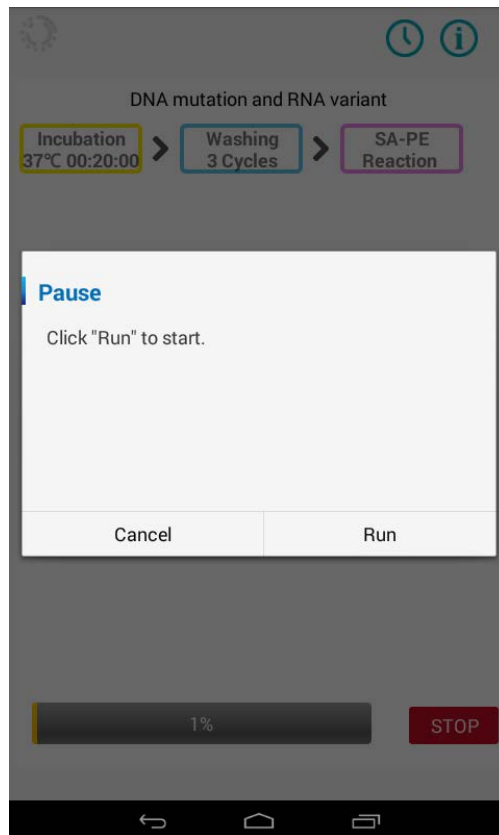 DNA mutation and RNA variant
Incubation
37℃ 00:20:00
Washing
3 Cycles
SA-PE
Reaction
Pause
Click "Run" to start.
Cancel
Run
1%
STOP